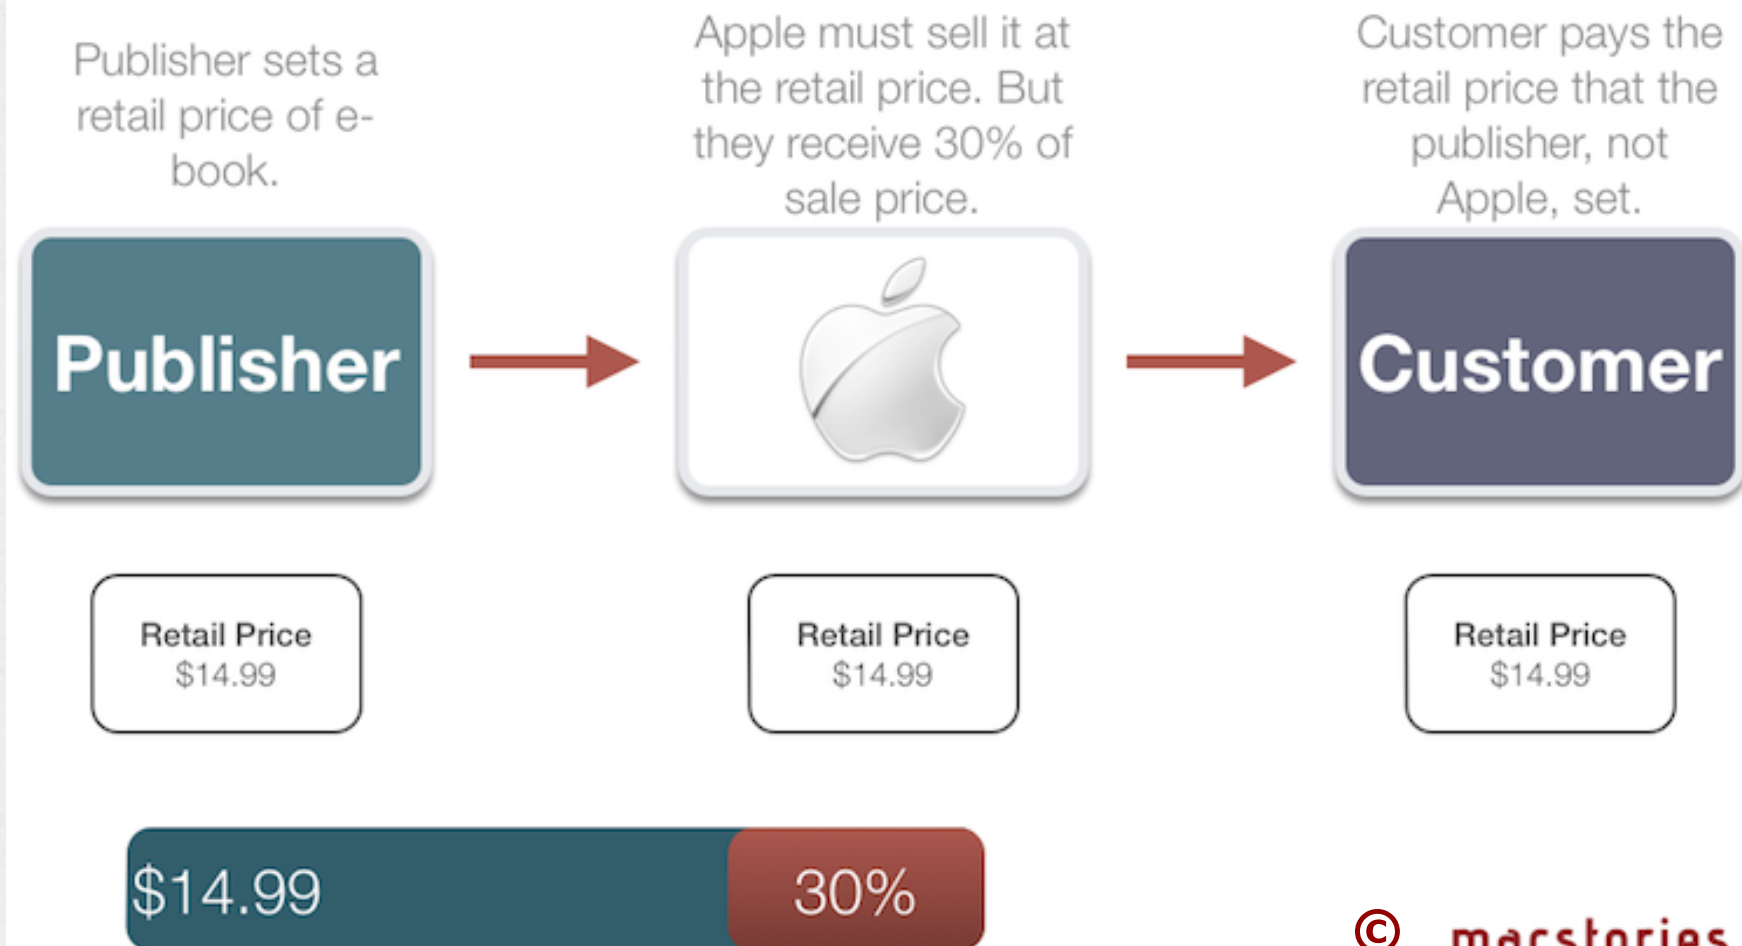 Publisher sets a
retail price of e-
book.
Apple must sell it at
the retail price. But
they receive 30% of
sale price.
Customer pays the
retail price that the
publisher, not
Apple, set.
Publisher
Customer
Retail Price
$14.99
Retail Price
$14.99
Retail Price
$14.99
$14.99
30%
© macstories